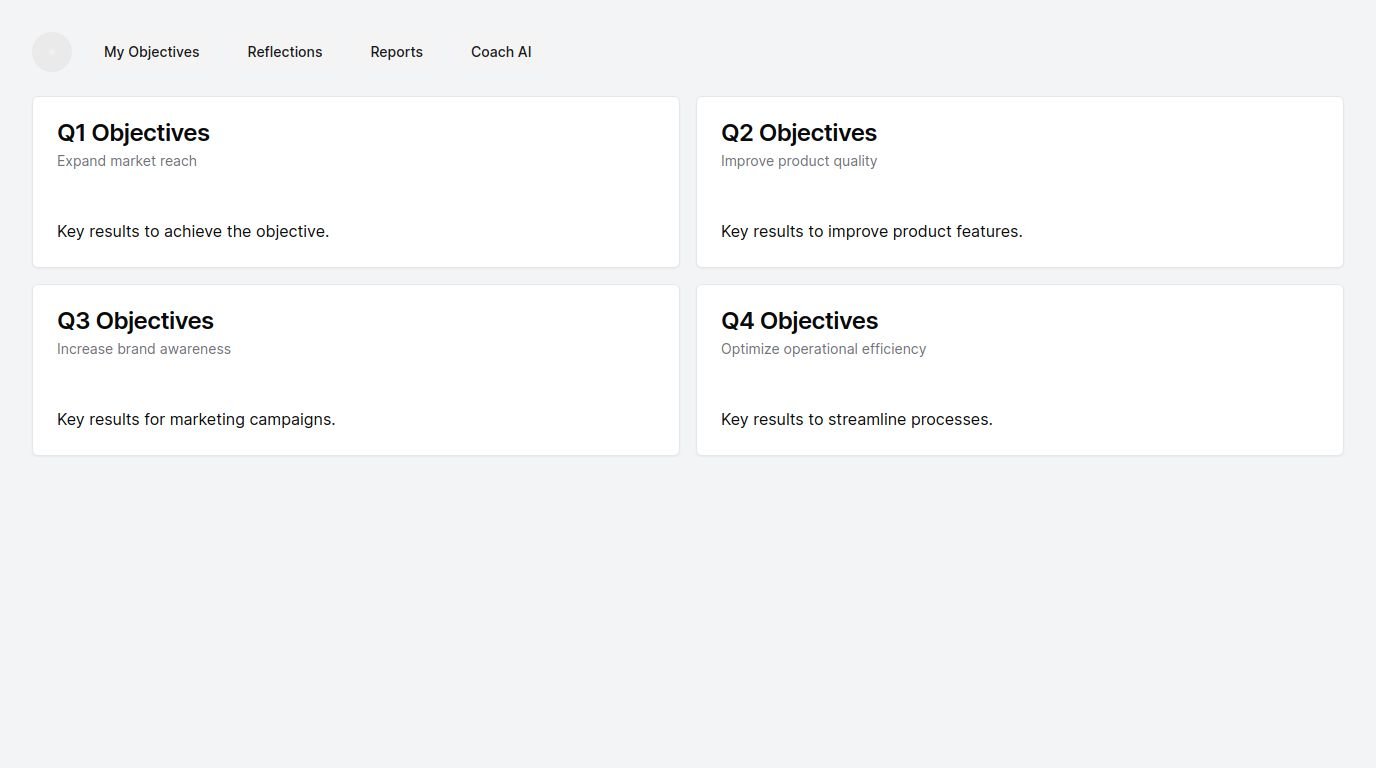 My Objectives
Reflections
Reports
Coach AI
Q1 Objectives
Expand market reach
Key results to achieve the objective.
Q2 Objectives
Improve product quality
Key results to improve product features.
Q3 Objectives
Increase brand awareness
Key results for marketing campaigns.
Q4 Objectives
Optimize operational efficiency
Key results to streamline processes.